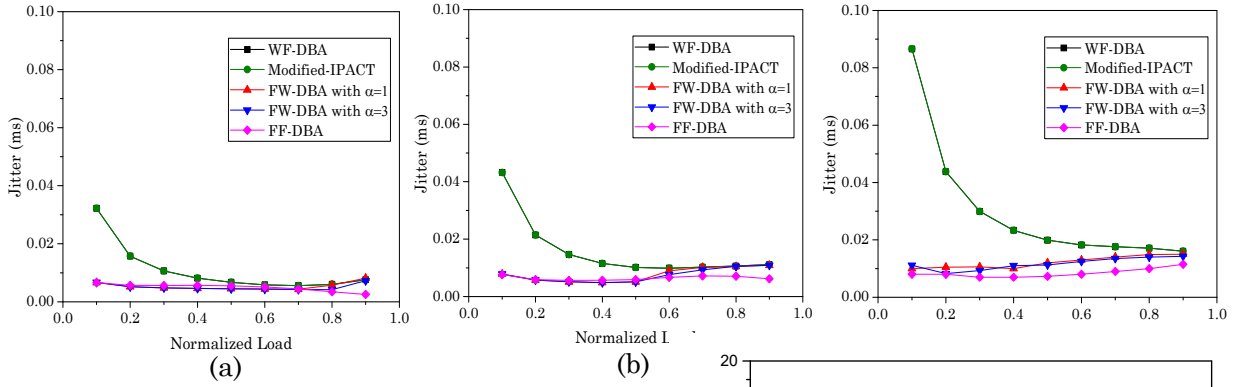 0.10
0.08
0.06
0.04
0.02
0.00
Jitter (ms)
WF-DBA
Modified-IPACT
FW-DBA with α=1
FW-DBA with α=3
FF-DBA
0.0 0.2 0.4 0.6 0.8 1.0
Normalized Load
(a)
0.10
0.08
0.06
0.04
0.02
0.00
Jitter (ms)
WF-DBA
Modified-IPACT
FW-DBA with α=1
FW-DBA with α=3
FF-DBA
0.0 0.2 0.4 0.6 0.8 1.0
Normalized
(b)
0.10
0.08
0.06
0.04
0.02
0.00
Jitter (ms)
WF-DBA
Modified-IPACT
FW-DBA with α=1
FW-DBA with α=3
FF-DBA
0.0 0.2 0.4 0.6 0.8 1.0
20